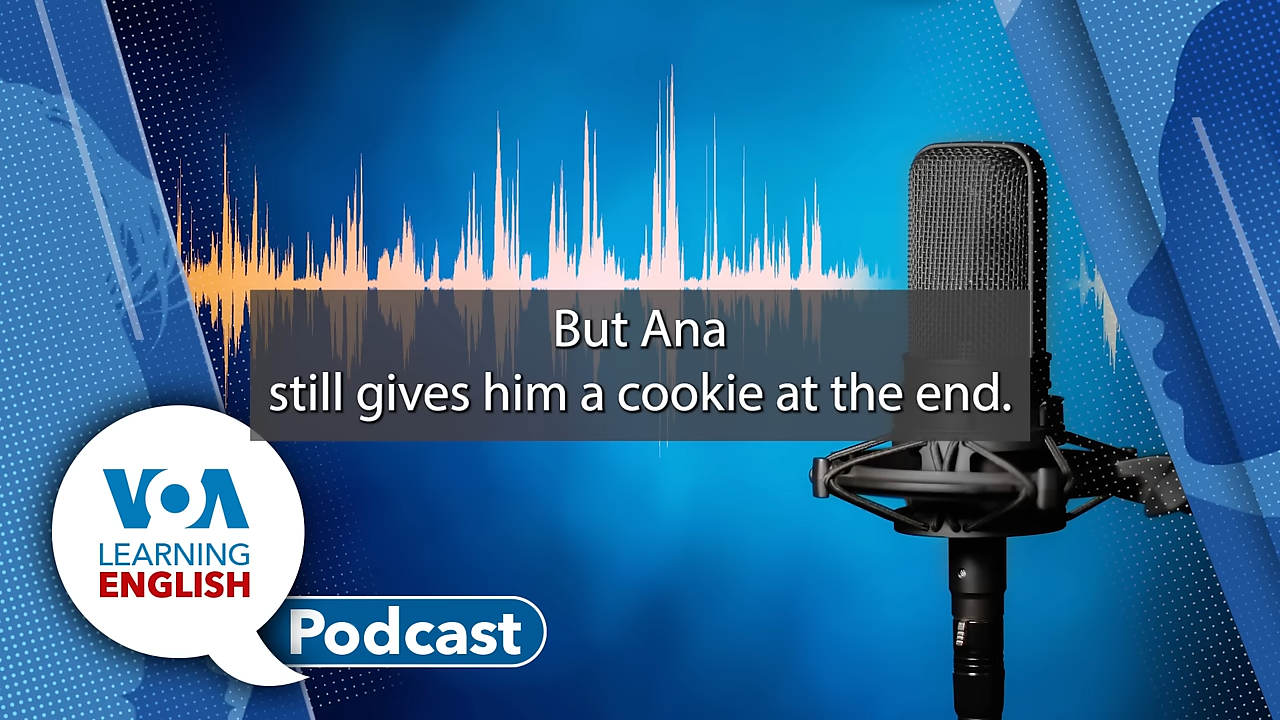 But Ana
still gives him a cookie at the end.
VOA
LEARNING
ENGLISH
Podcast